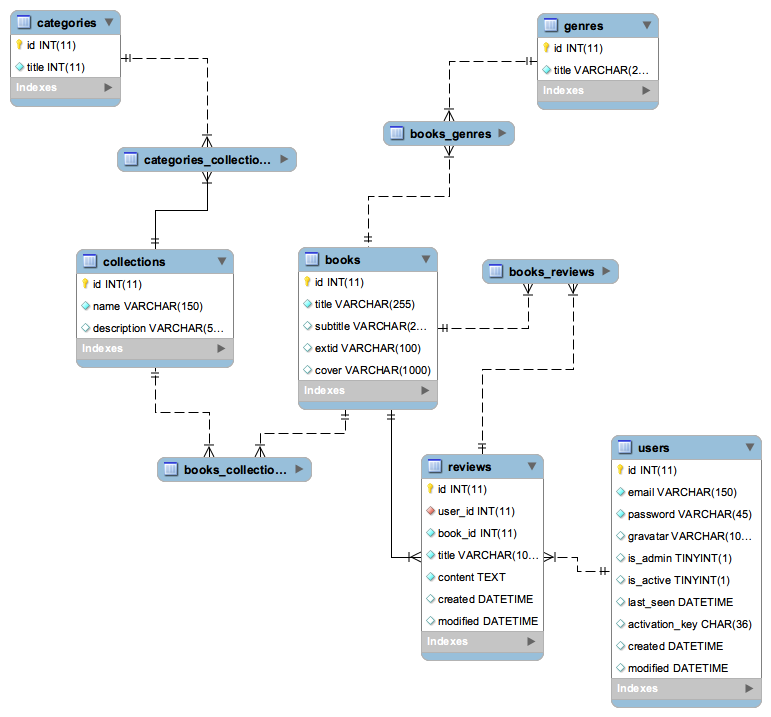 categories
id INT(11)
title INT(11)
Indexes
genres
id INT(11)
title VARCHAR(2...
Indexes
books_genres
categories_collectio...
collections
id INT(11)
name VARCHAR(150)
description VARCHAR(5...
Indexes
books
id INT(11)
title VARCHAR(255)
subtitle VARCHAR(2...
extid VARCHAR(100)
cover VARCHAR(1000)
Indexes
books_reviews
books_collectio...
reviews
id INT(11)
user_id INT(11)
book_id INT(11)
title VARCHAR(10...
content TEXT
created DATETIME
modified DATETIME
Indexes
users
id INT(11)
email VARCHAR(150)
password VARCHAR(45)
gravatar VARCHAR(10...
is_admin TINYINT(1)
is_active TINYINT(1)
last_seen DATETIME
activation_key CHAR(36)
created DATETIME
modified DATETIME
Indexes